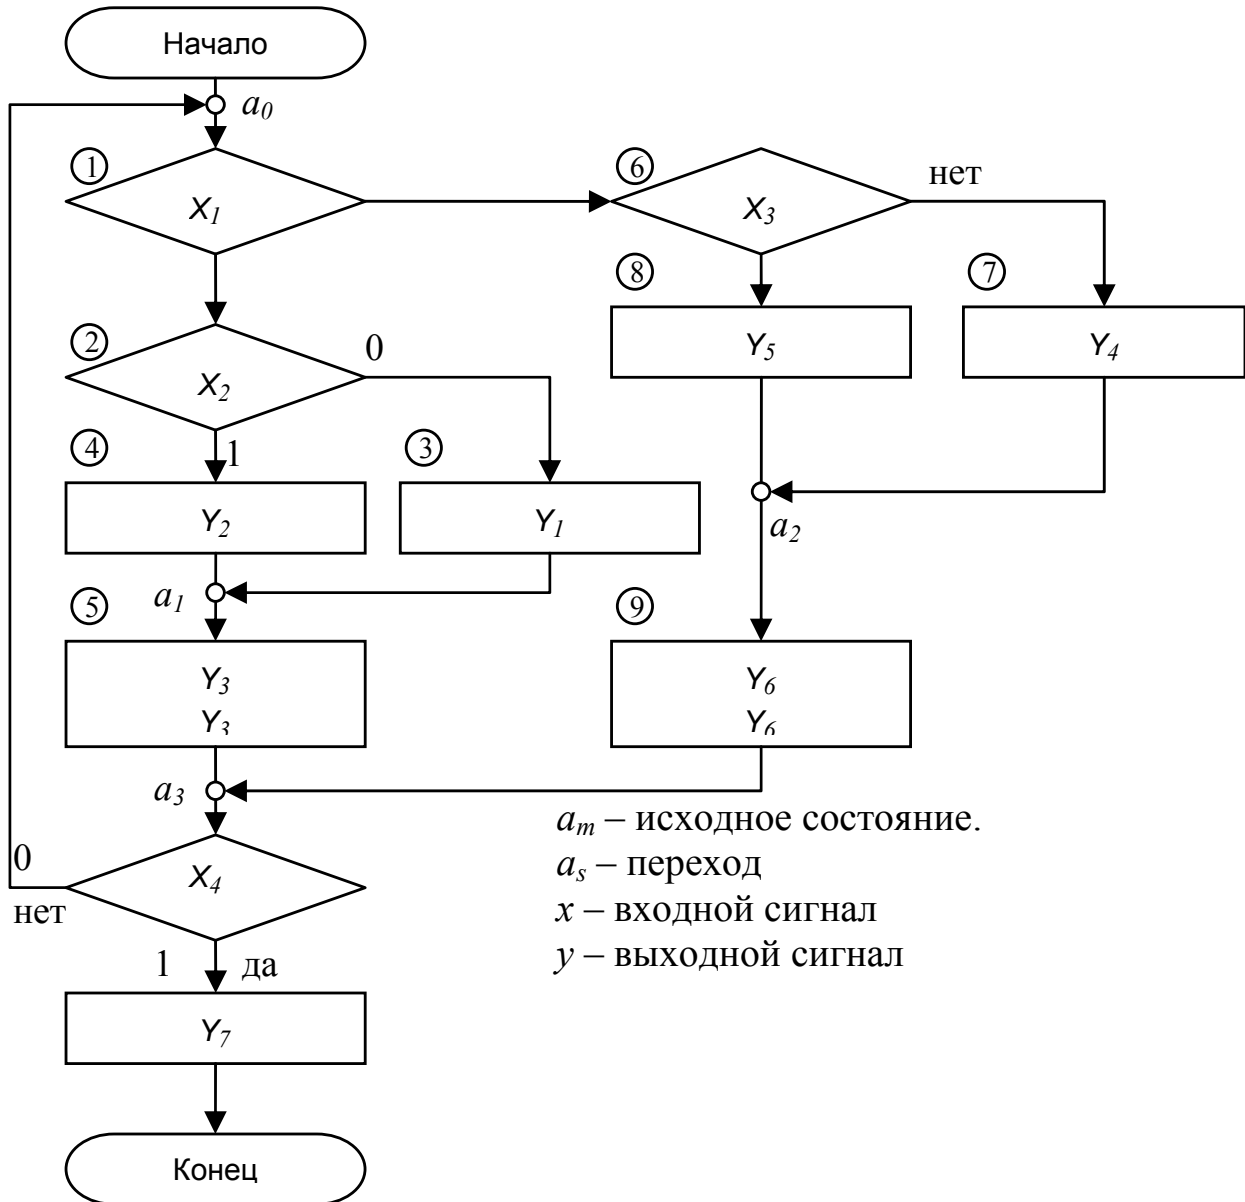 Начало
a0
1
X1
6
X3
нет
8
Y5
7
Y4
2
X2
0
1
4
Y2
3
Y1
a1
a2
5
Y3
Y3
9
Y6
Y6
a3
X4
0
нет
1
да
Y7
Конец
am – исходное состояние.
as – переход
x – входной сигнал
y – выходной сигнал